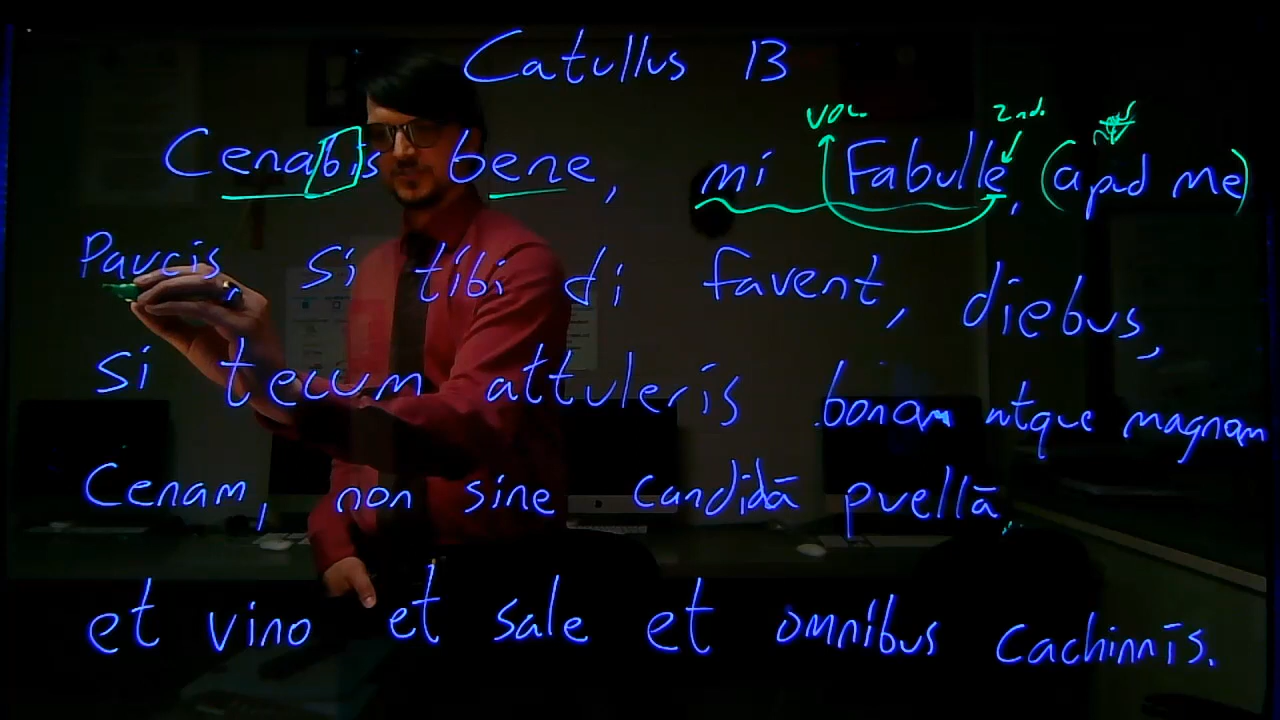 Catullus 13
voc. 2nd.
Cenabis bene, mi Fabulle, (apud me)
Paucis, si tibi di favent, diebus,
si tecum attuleris bonam atque magnam
Cenam, non sine candidā puellā,
et vino et sale et omnibus cachinnis.